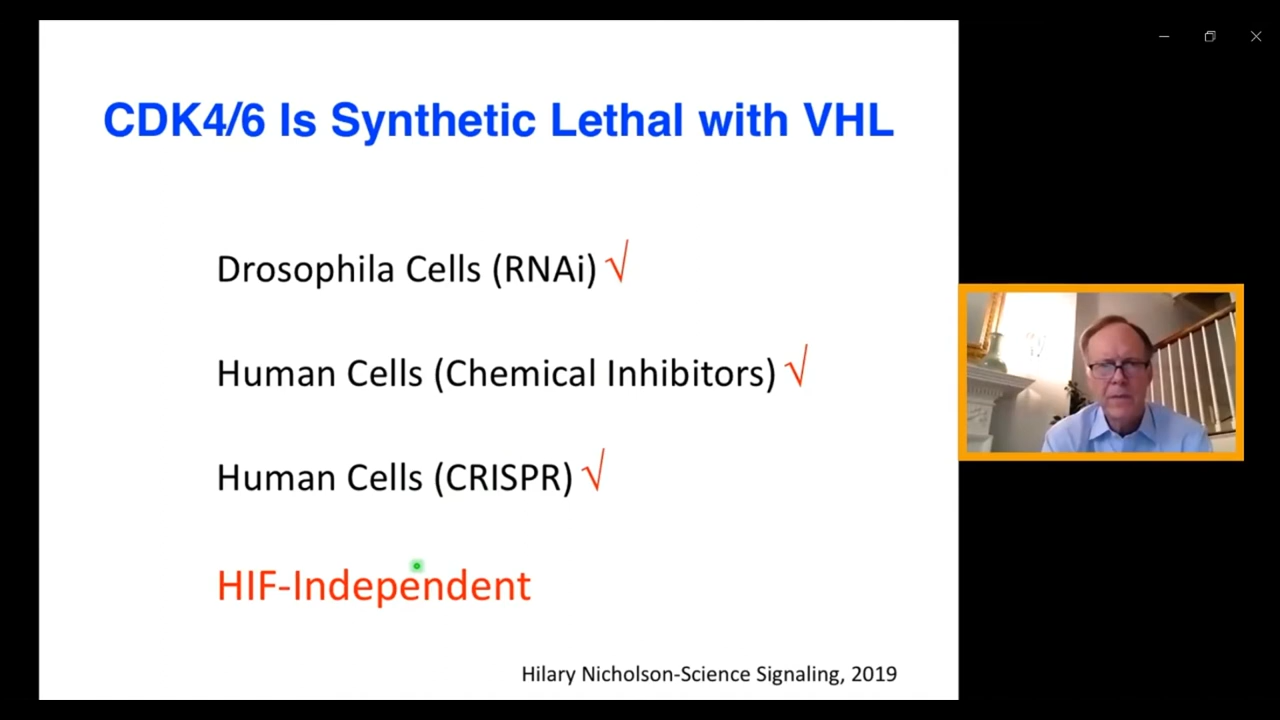 CDK4/6 Is Synthetic Lethal with VHL
Drosophila Cells (RNAi) √
Human Cells (Chemical Inhibitors) √
Human Cells (CRISPR) √
HIF-Independent
Hilary Nicholson-Science Signaling, 2019